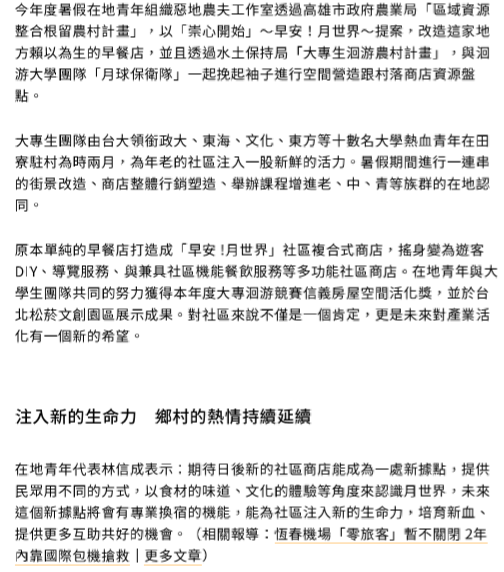 今年度暑假在地青年組織惡地農夫工作室透過高雄市政府農業局「區域資源
整合根留農村計畫」，以「崇心開始」～早安！月世界～提案，改造這家地
方賴以為生的早餐店，並且透過水土保持局「大專生洄游農村計畫」，與洄
游大學團隊「月球保衛隊」一起挽起袖子進行空間營造跟村落商店資源盤
點。
大專生團隊由台大領銜政大、東海、文化、東方等十數名大學熱血青年在田
寮駐村為時兩月，為年老的社區注入一股新鮮的活力。暑假期間進行一連串
的街景改造、商店整體行銷塑造、舉辦課程增進老、中、青等族群的在地認
同。
原本單純的早餐店打造成「早安 !月世界」社區複合式商店，搖身變為遊客
DIY、導覽服務、與兼具社區機能餐飲服務等多功能社區商店。在地青年與大
學生團隊共同的努力獲得本年度大專洄游競賽信義房屋空間活化獎，並於台
北松菸文創園區展示成果。對社區來說不僅是一個肯定，更是未來對產業活
化有一個新的希望。
注入新的生命力　鄉村的熱情持續延續
在地青年代表林信成表示：期待日後新的社區商店能成為一處新據點，提供
民眾用不同的方式，以食材的味道、文化的體驗等角度來認識月世界，未來
這個新據點將會有專業換宿的機能，能為社區注入新的生命力，培育新血、
提供更多互助共好的機會。（相關報導：恆春機場「零旅客」暫不關閉 2年
內靠國際包機搶救｜更多文章）